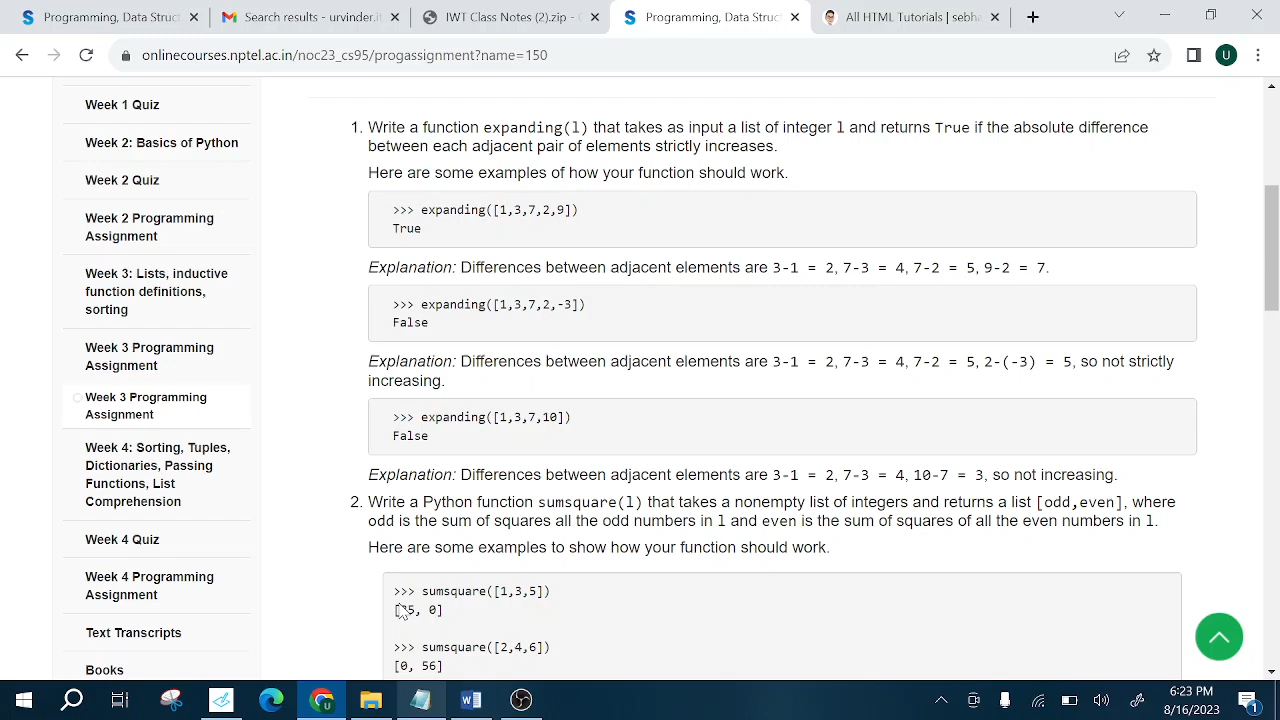 Programming, Data Struct
Search results - urvinder.
IWT Class Notes (2).zip -
Programming, Data Struct
All HTML Tutorials | sebha
onlinecourses.nptel.ac.in/noc23_cs95/progassignment?name=150
U
Week 1 Quiz
Week 2: Basics of Python
Week 2 Quiz
Week 2 Programming
Assignment
Week 3: Lists, inductive
function definitions,
sorting
Week 3 Programming
Assignment
Week 3 Programming
Assignment
Week 4: Sorting, Tuples,
Dictionaries, Passing
Functions, List
Comprehension
Week 4 Quiz
Week 4 Programming
Assignment
Text Transcripts
Books
1. Write a function expanding(l) that takes as input a list of integer l and returns True if the absolute difference
between each adjacent pair of elements strictly increases.
Here are some examples of how your function should work.
>>> expanding([1,3,7,2,9])
True
Explanation: Differences between adjacent elements are 3-1 = 2, 7-3 = 4, 7-2 = 5, 9-2 = 7.
>>> expanding([1,3,7,2,-3])
False
Explanation: Differences between adjacent elements are 3-1 = 2, 7-3 = 4, 7-2 = 5, 2-(-3) = 5, so not strictly
increasing.
>>> expanding([1,3,7,10])
False
Explanation: Differences between adjacent elements are 3-1 = 2, 7-3 = 4, 10-7 = 3, so not increasing.
2. Write a Python function sumsquare(l) that takes a nonempty list of integers and returns a list [odd,even], where
odd is the sum of squares all the odd numbers in l and even is the sum of squares of all the even numbers in l.
Here are some examples to show how your function should work.
>>> sumsquare([1,3,5])
[35, 0]
>>> sumsquare([2,4,6])
[0, 56]
6:23 PM
8/16/2023
1